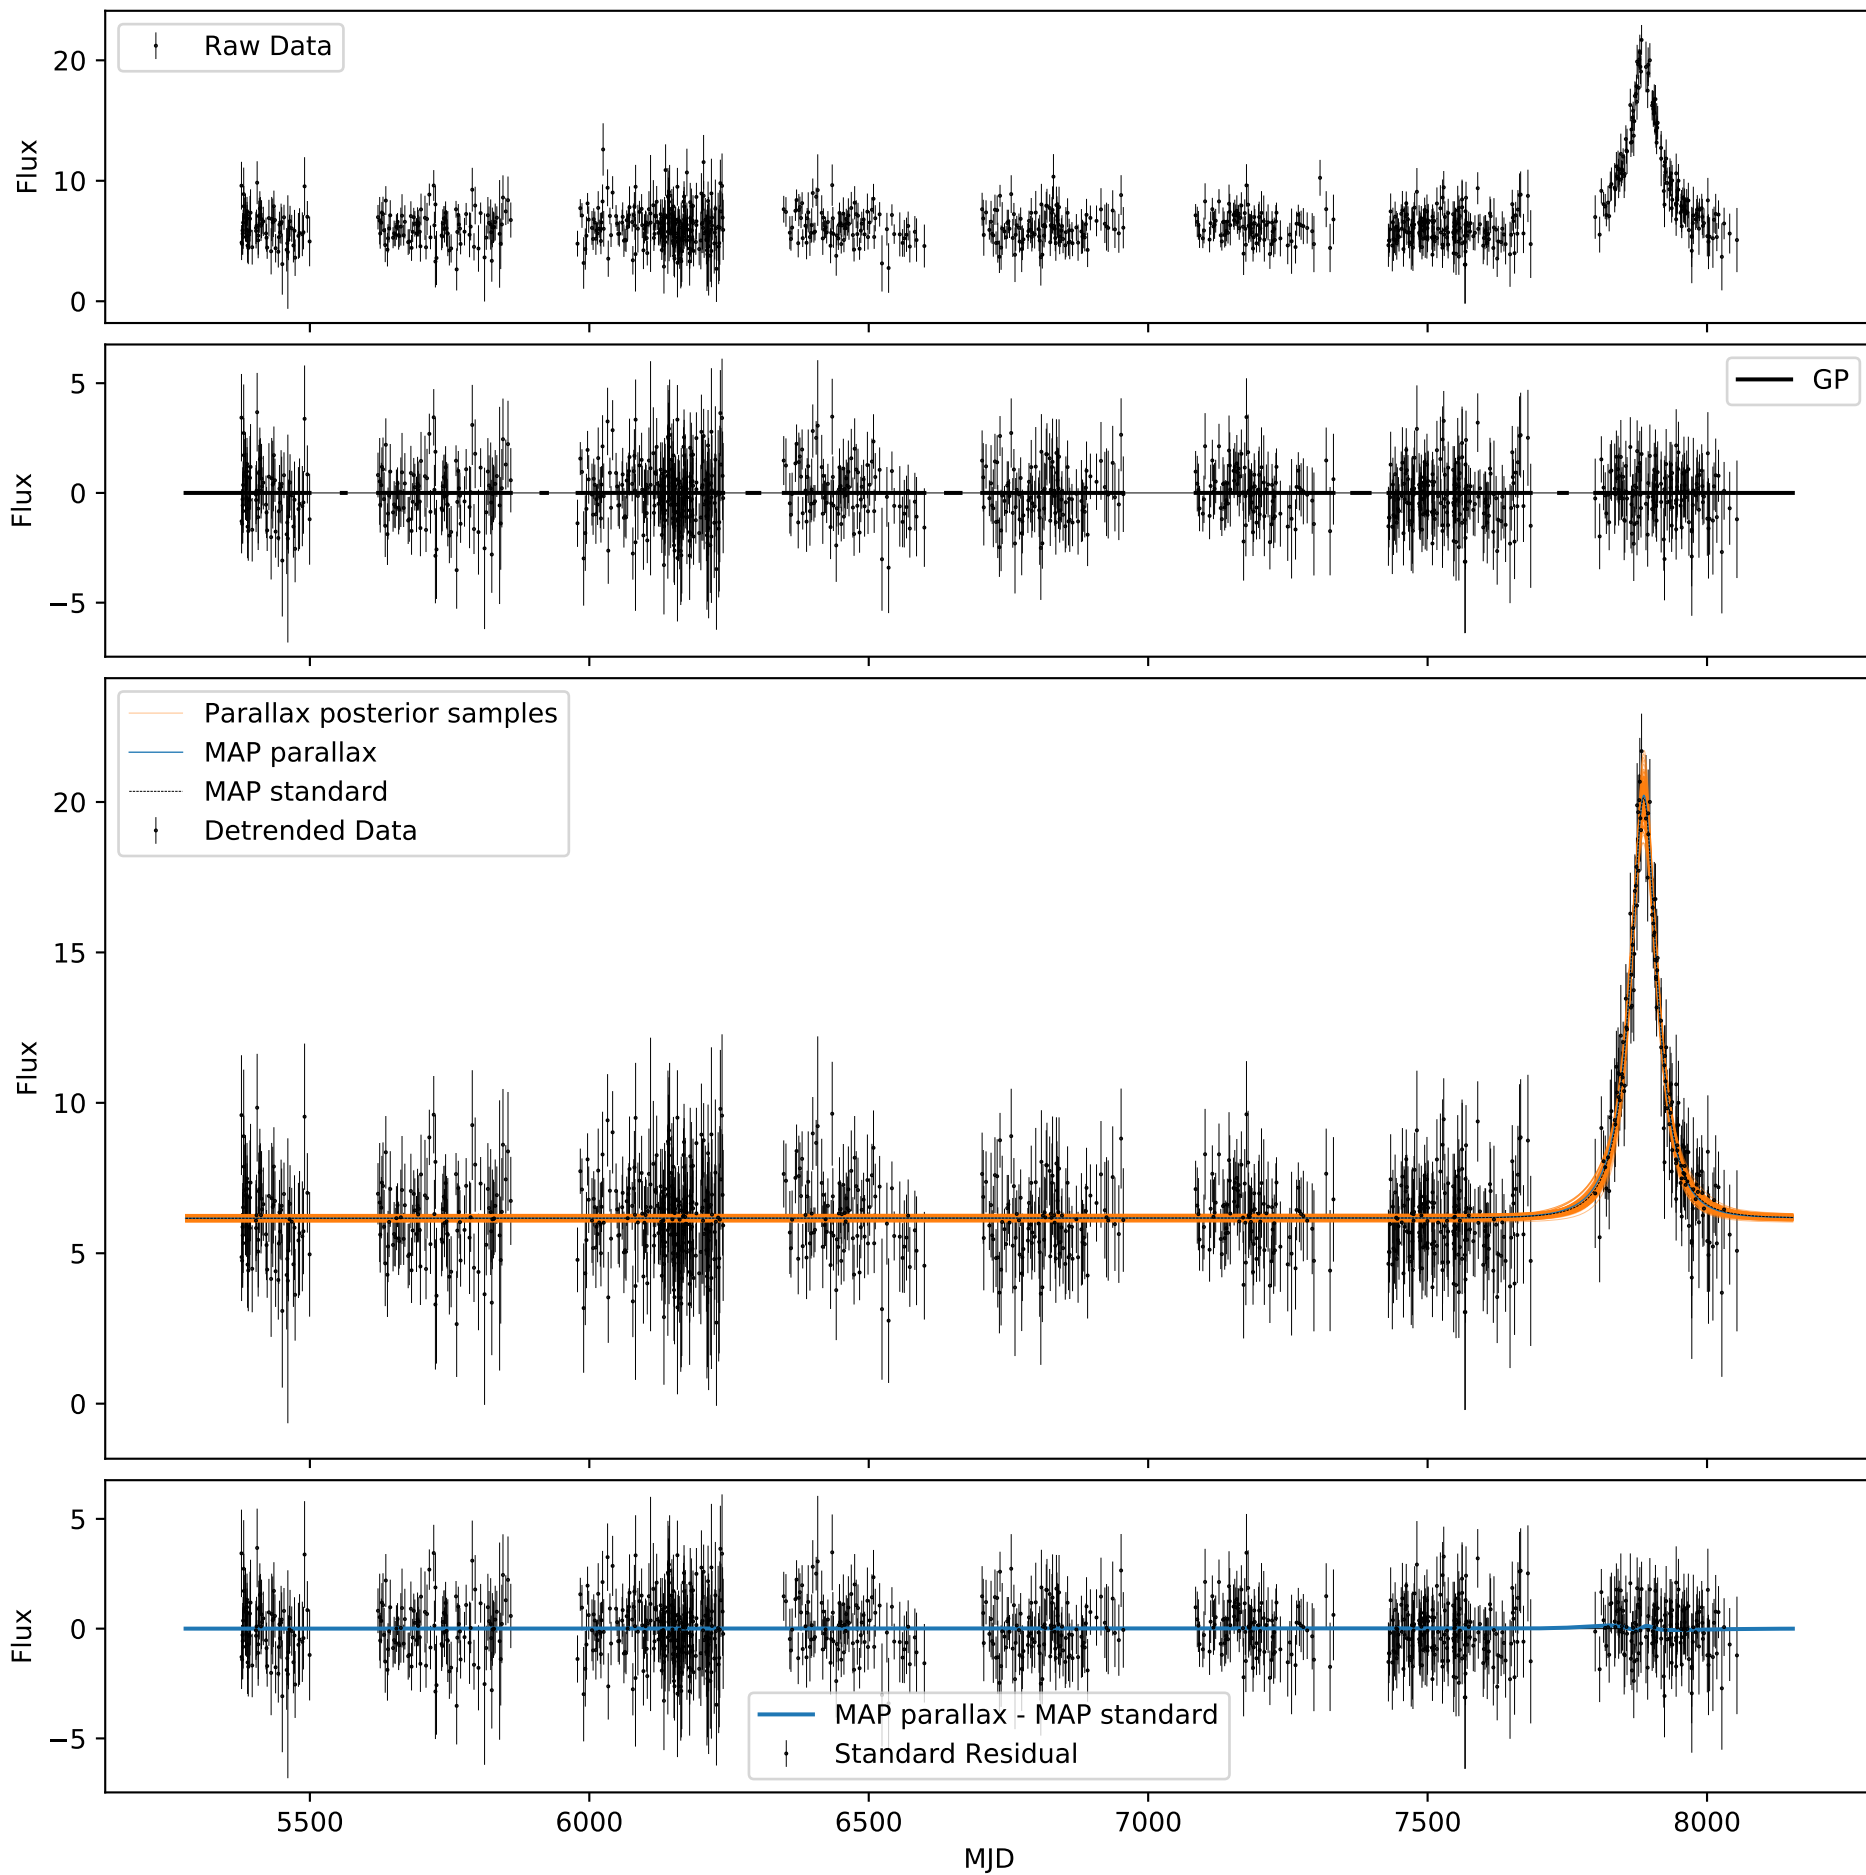 Raw Data
20
10
0
Flux
GP
5
0
−5
Flux
Parallax posterior samples
MAP parallax
MAP standard
Detrended Data
20
15
10
5
0
Flux
5
0
−5
Flux
MAP parallax - MAP standard
Standard Residual
5500 6000 6500 7000 7500 8000
MJD